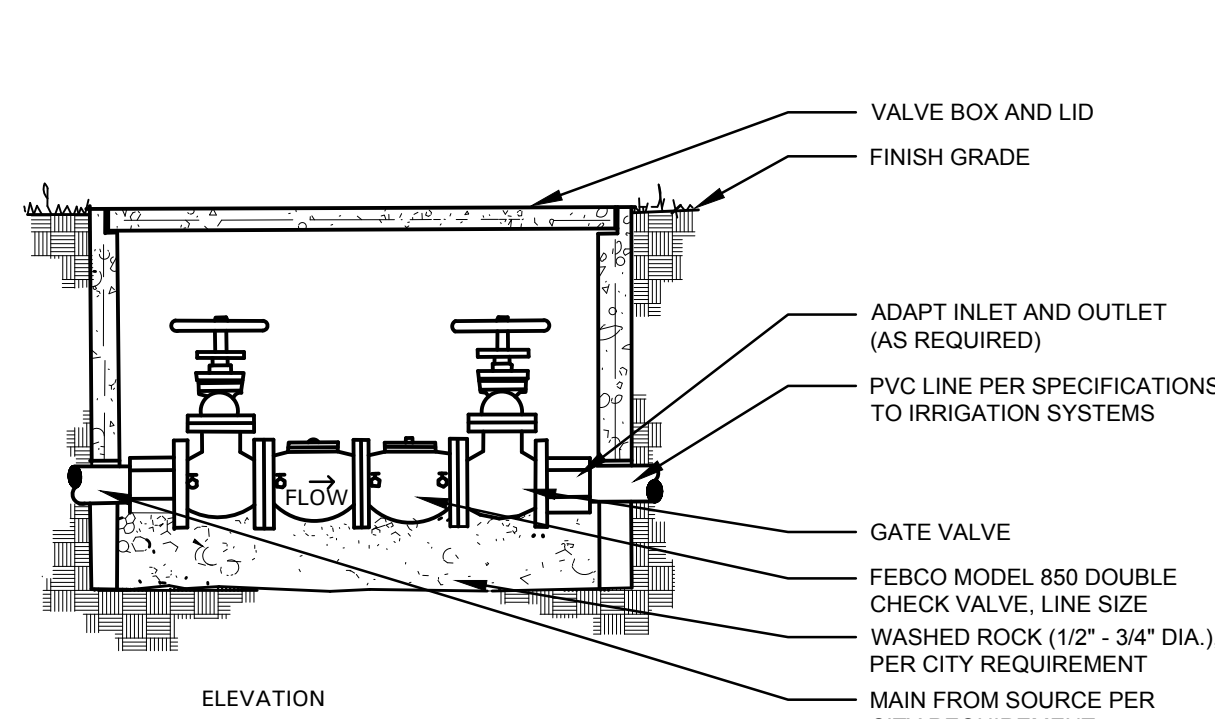 VALVE BOX AND LID
FINISH GRADE
ADAPT INLET AND OUTLET
(AS REQUIRED)
PVC LINE PER SPECIFICATIONS
TO IRRIGATION SYSTEMS
FLOW
GATE VALVE
FEBCO MODEL 850 DOUBLE
CHECK VALVE, LINE SIZE
WASHED ROCK (1/2" - 3/4" DIA.)
PER CITY REQUIREMENT
MAIN FROM SOURCE PER
CITY REQUIREMENT
ELEVATION